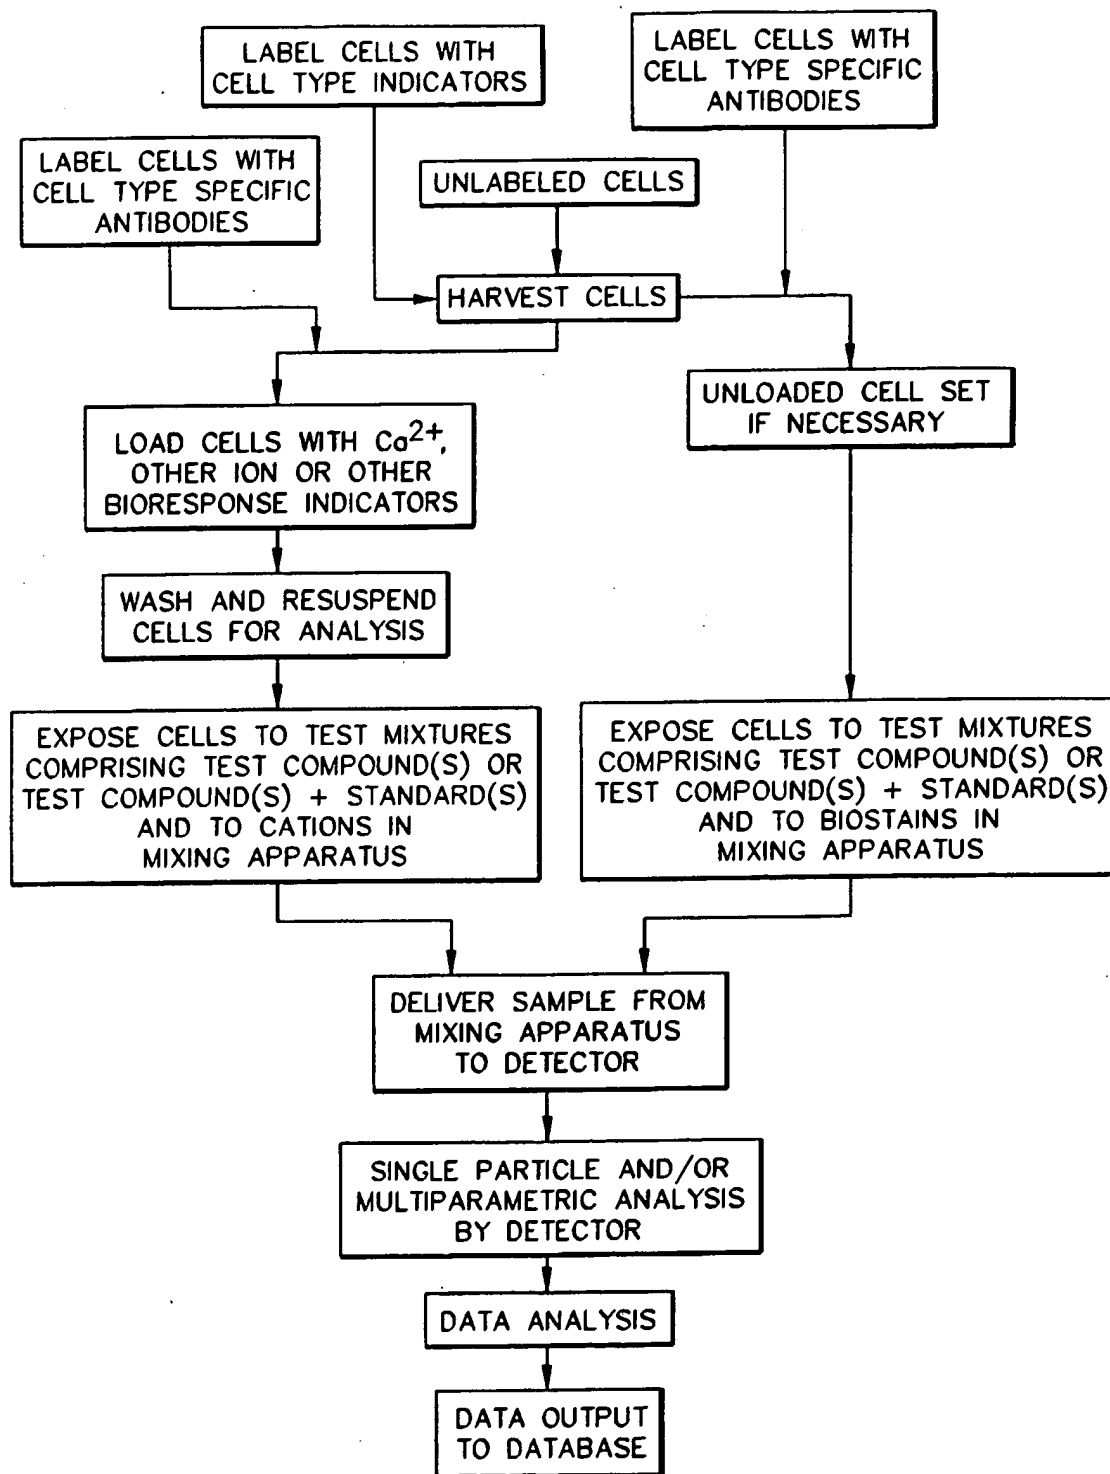 LABEL CELLS WITH
CELL TYPE INDICATORS
LABEL CELLS WITH
CELL TYPE SPECIFIC
ANTIBODIES
LABEL CELLS WITH
CELL TYPE SPECIFIC
ANTIBODIES
UNLABELED CELLS
HARVEST CELLS
LOAD CELLS WITH Ca²⁺,
OTHER ION OR OTHER
BIORESPONSE INDICATORS
UNLOADED CELL SET
IF NECESSARY
WASH AND RESUSPEND
CELLS FOR ANALYSIS
EXPOSE CELLS TO TEST MIXTURES
COMPRISING TEST COMPOUND(S) OR
TEST COMPOUND(S) + STANDARD(S)
AND TO CATIONS IN
MIXING APPARATUS
EXPOSE CELLS TO TEST MIXTURES
COMPRISING TEST COMPOUND(S) OR
TEST COMPOUND(S) + STANDARD(S)
AND TO BIOSTAINS IN
MIXING APPARATUS
DELIVER SAMPLE FROM
MIXING APPARATUS
TO DETECTOR
SINGLE PARTICLE AND/OR
MULTIPARAMETRIC ANALYSIS
BY DETECTOR
DATA ANALYSIS
DATA OUTPUT
TO DATABASE